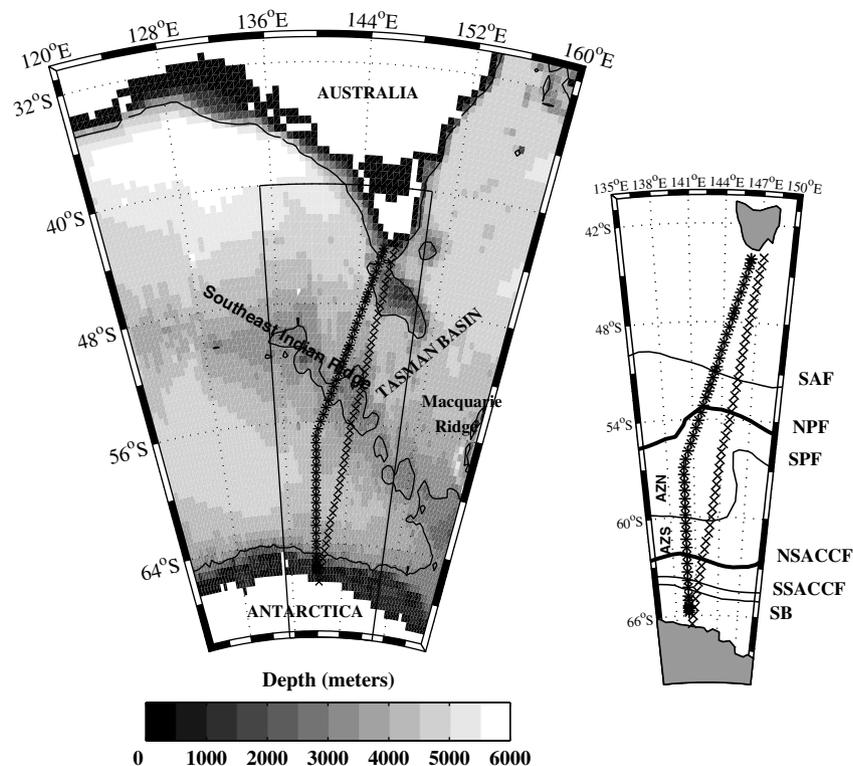 120°E
128°E
136°E
144°E
152°E
160°E
32°S
40°S
48°S
56°S
64°S
AUSTRALIA
Southeast Indian Ridge
TASMAN BASIN
Macquarie
Ridge
ANTARCTICA
Depth (meters)
0 1000 2000 3000 4000 5000 6000
135°E 138°E 141°E 144°E 147°E 150°E
42°S
48°S
54°S
60°S
66°S
SAF
NPF
SPF
AZN
AZS
NSACCF
SSACCF
SB